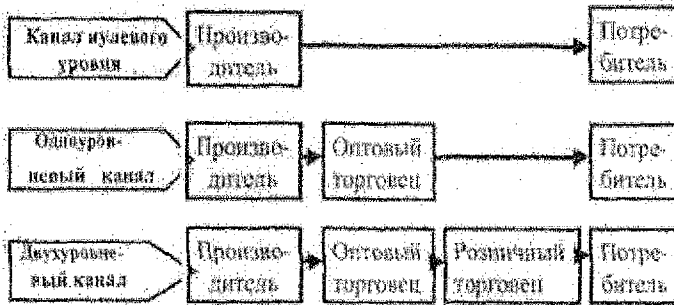 Канал нулевого
уровня
Произво-
дитель
Потре-
битель
Одноуров-
невый канал
Произво-
дитель
Оптовый
торговец
Потре-
битель
Двухуровне-
вый канал
Произво-
дитель
Оптовый
торговец
Розничный
торговец
Потре-
битель